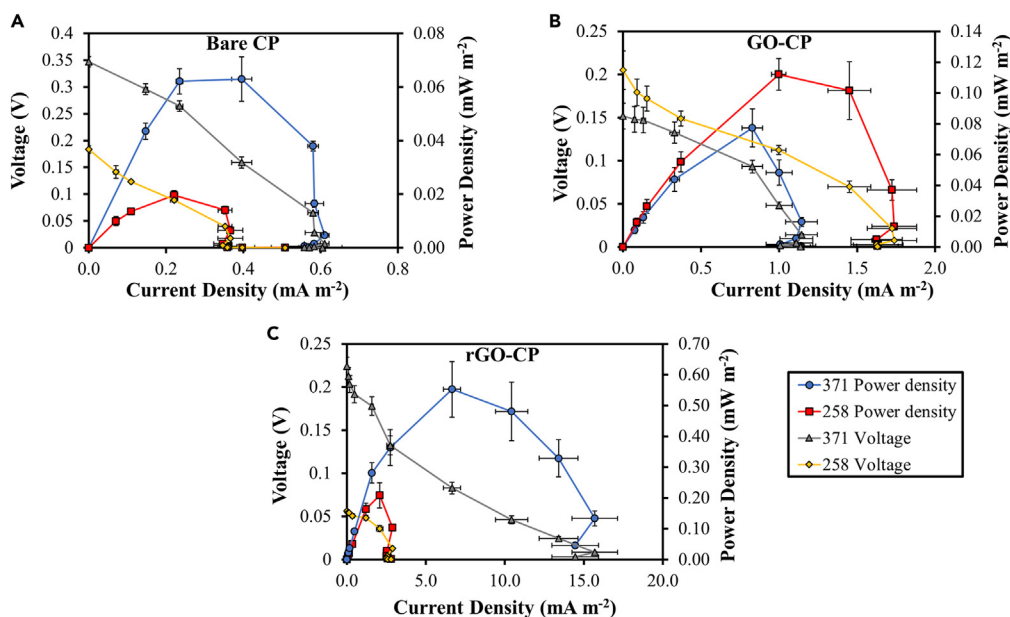 A
Bare CP
Voltage (V)
0.4
0.35
0.3
0.25
0.2
0.15
0.1
0.05
0
0.08
0.06
0.04
0.02
0.00
Power Density (mW m-2)
0.0 0.2 0.4 0.6 0.8
Current Density (mA m-2)
B
GO-CP
Voltage (V)
0.25
0.2
0.15
0.1
0.05
0
0.14
0.12
0.10
0.08
0.06
0.04
0.02
0.00
Power Density (mW m-2)
0.0 0.5 1.0 1.5 2.0
Current Density (mA m-2)
C
rGO-CP
Voltage (V)
0.25
0.2
0.15
0.1
0.05
0
0.70
0.60
0.50
0.40
0.30
0.20
0.10
0.00
Power Density (mW m-2)
0.0 5.0 10.0 15.0 20.0
Current Density (mA m-2)
371 Power density
258 Power density
371 Voltage
258 Voltage